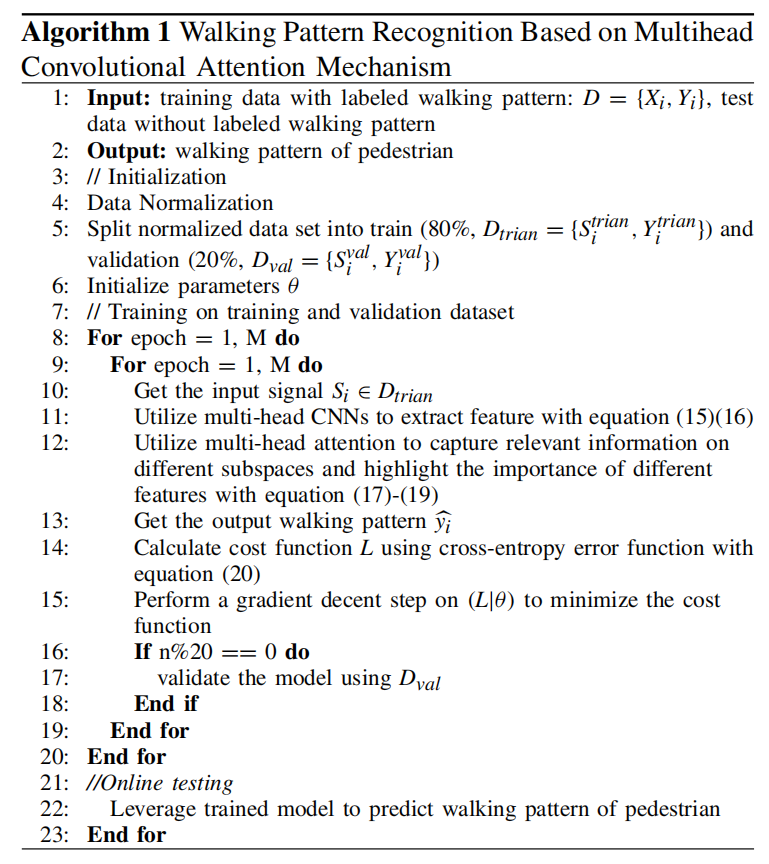 Algorithm 1 Walking Pattern Recognition Based on Multihead
Convolutional Attention Mechanism
1: Input: training data with labeled walking pattern: D = {X_i, Y_i}, test
data without labeled walking pattern
2: Output: walking pattern of pedestrian
3: // Initialization
4: Data Normalization
5: Split normalized data set into train (80%, D_{trian} = {S_i^{trian}, Y_i^{trian}}) and
validation (20%, D_{val} = {S_i^{val}, Y_i^{val}})
6: Initialize parameters θ
7: // Training on training and validation dataset
8: For epoch = 1, M do
9: For epoch = 1, M do
10: Get the input signal S_i ∈ D_{trian}
11: Utilize multi-head CNNs to extract feature with equation (15)(16)
12: Utilize multi-head attention to capture relevant information on
different subspaces and highlight the importance of different
features with equation (17)-(19)
13: Get the output walking pattern \widehat{y_i}
14: Calculate cost function L using cross-entropy error function with
equation (20)
15: Perform a gradient decent step on (L|θ) to minimize the cost
function
16: If n%20 == 0 do
17: validate the model using D_{val}
18: End if
19: End for
20: End for
21: //Online testing
22: Leverage trained model to predict walking pattern of pedestrian
23: End for